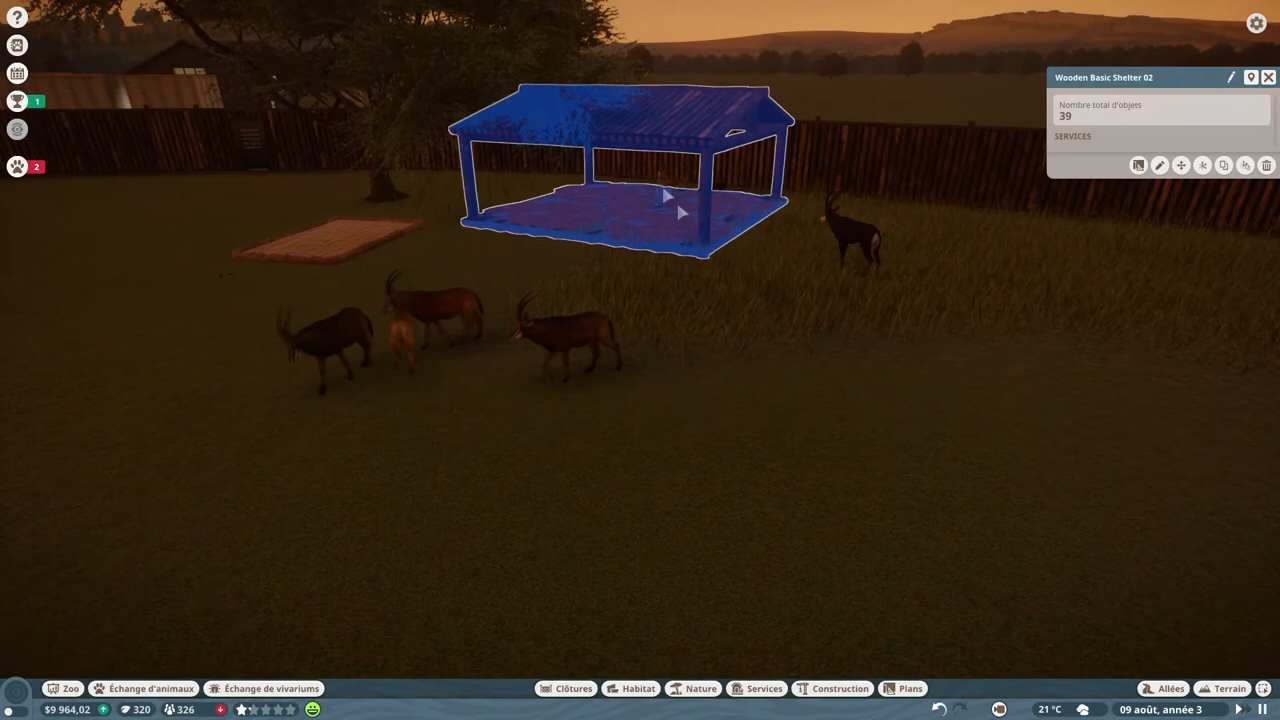 ?
Wooden Basic Shelter 02
Nombre total d'objets
39
SERVICES
1
2
Zoo
Échange d'animaux
Échange de vivariums
Clôtures
Habitat
Nature
Services
Construction
Plans
Allées
Terrain
$9 964,02
320
326
21 °C
09 août, année 3